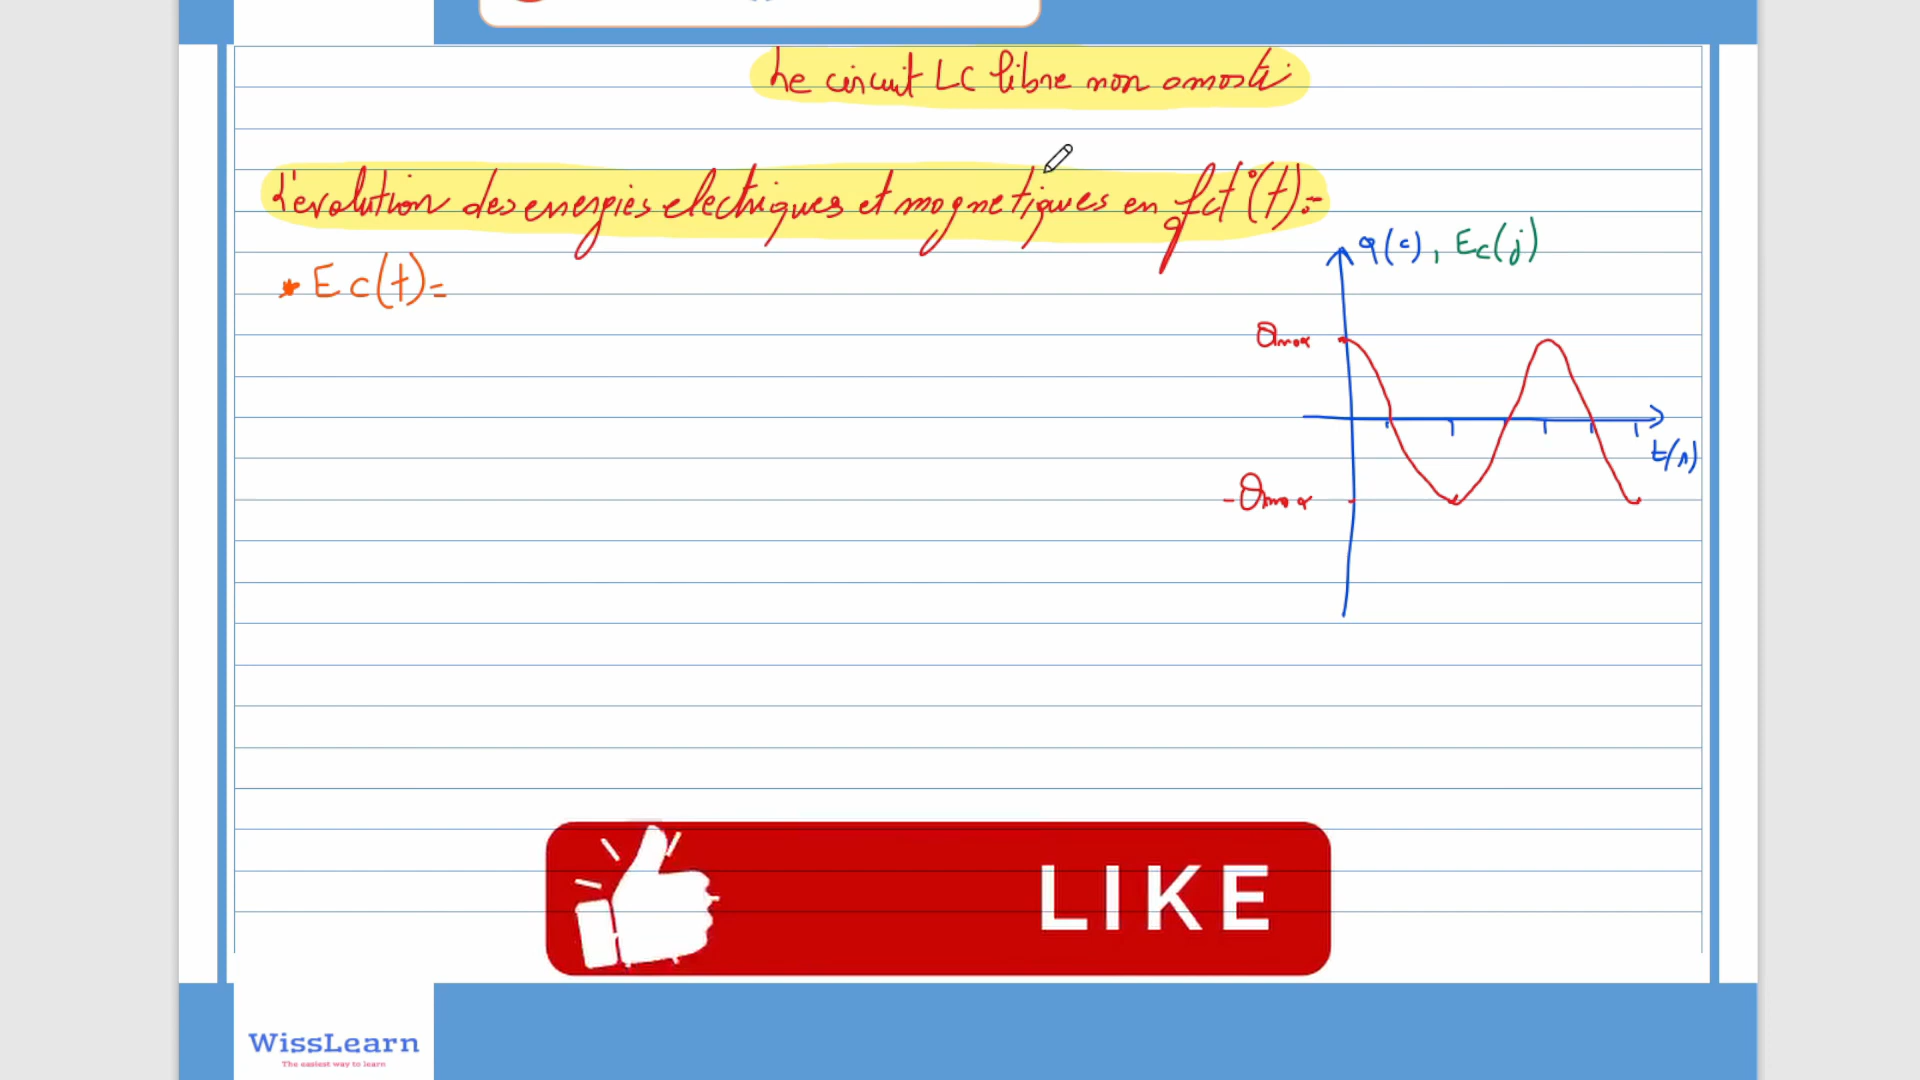 Le circuit LC libre non amorti
L'evolution des energies electriques et magnetiques en fct° (t):-
* Ec(t)=
q(c), Ec(j)
Qmax
t(s)
-Qmax
LIKE
WissLearn
The easiest way to learn